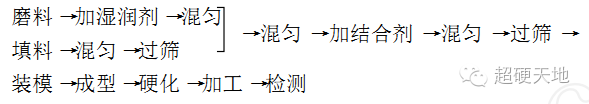 磨料→加湿润剂→混匀
填料→混匀→过筛
→混匀→加结合剂→混匀→过筛→
装模→成型→硬化→加工→检测
超硬天地